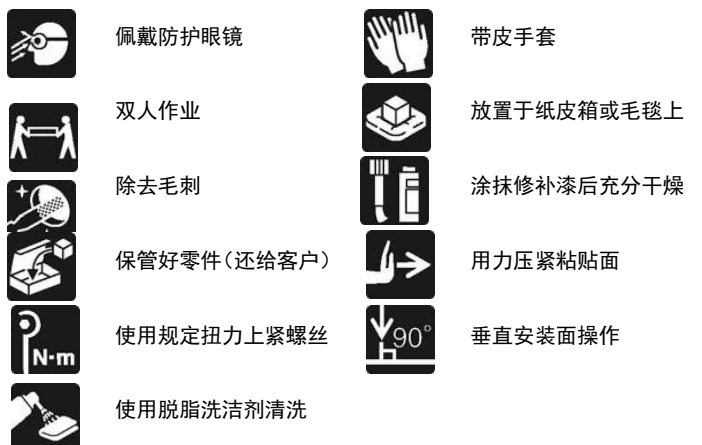 佩戴防护眼镜
带皮手套
双人作业
放置于纸皮箱或毛毯上
除去毛刺
涂抹修补漆后充分干燥
保管好零件（还给客户）
用力压紧粘贴面
N·m
使用规定扭力上紧螺丝
90°
垂直安装面操作
使用脱脂洗洁剂清洗